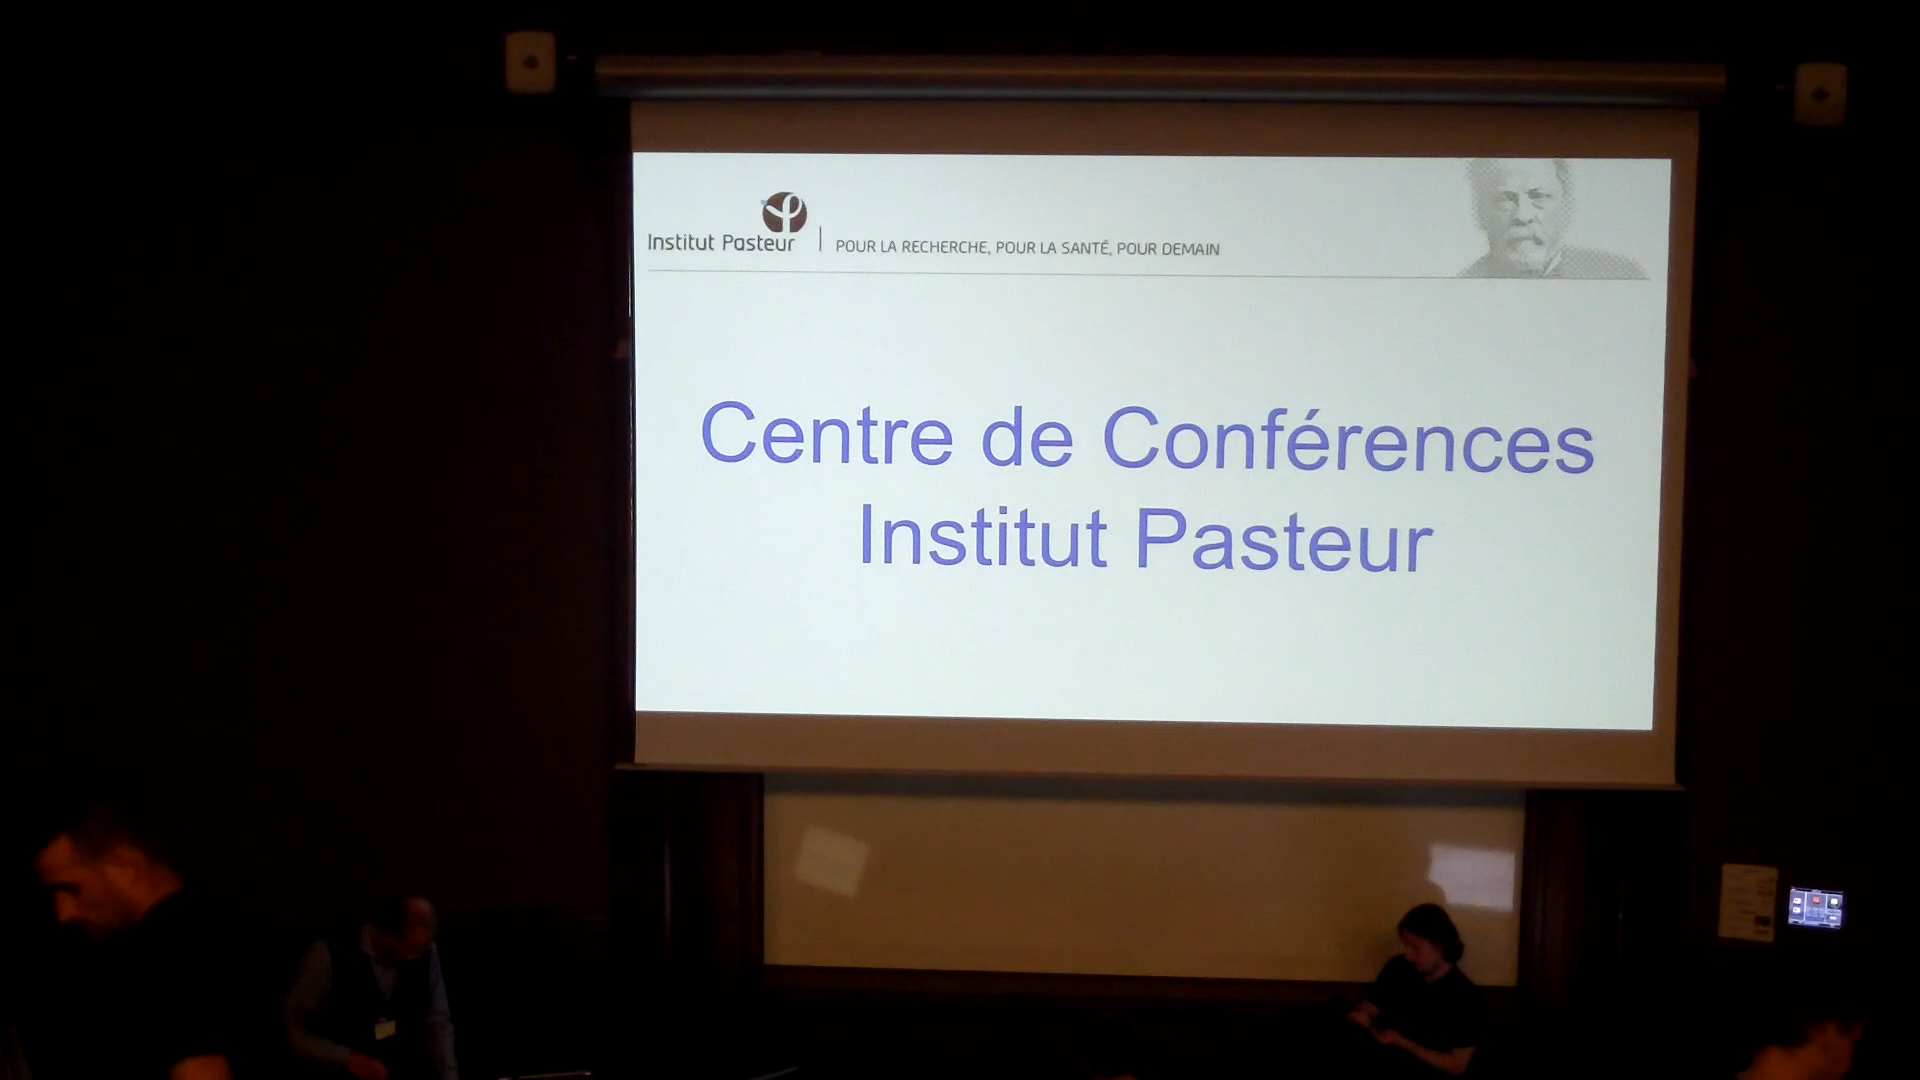 Institut Pasteur
POUR LA RECHERCHE, POUR LA SANTÉ, POUR DEMAIN
Centre de Conférences
Institut Pasteur